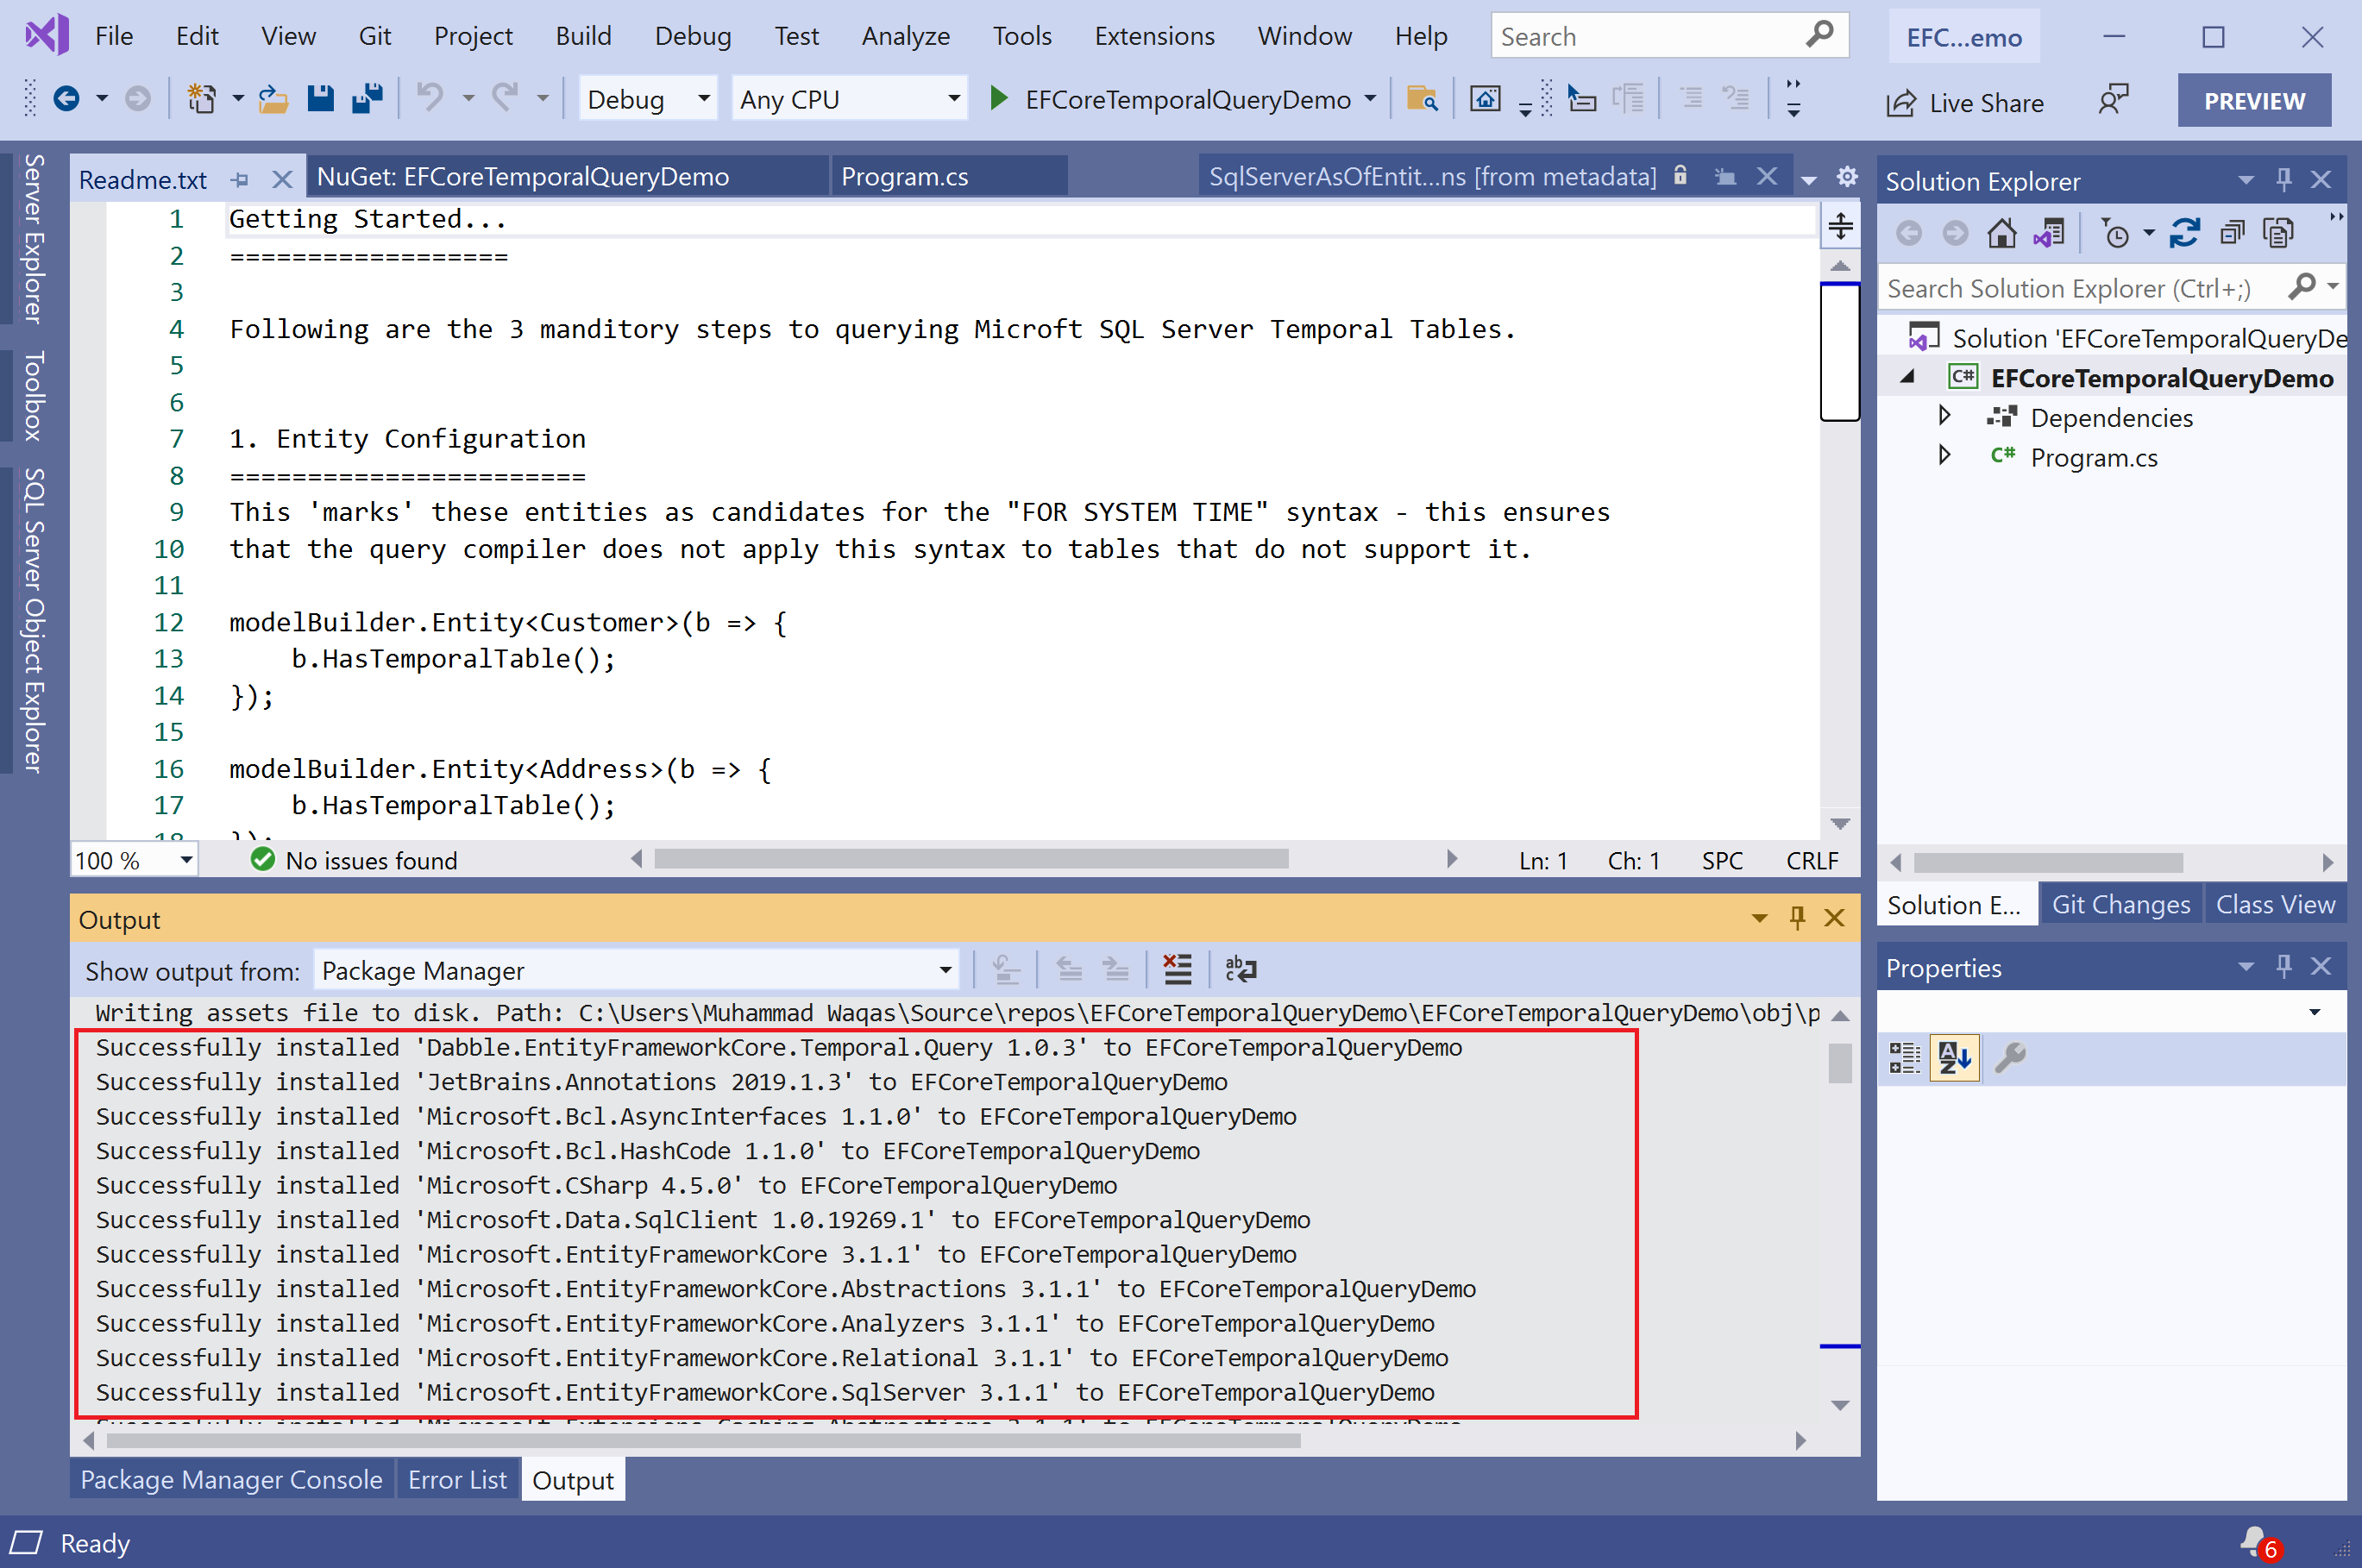 File Edit View Git Project Build Debug Test Analyze Tools Extensions Window Help Search EFC...emo
Debug Any CPU EFCoreTemporalQueryDemo Live Share PREVIEW
Server Explorer
Toolbox
SQL Server Object Explorer
Readme.txt NuGet: EFCoreTemporalQueryDemo Program.cs SqlServerAsOfEntit...ns [from metadata]
1 Getting Started...
2 ==================
3
4 Following are the 3 manditory steps to querying Microft SQL Server Temporal Tables.
5
6
7 1. Entity Configuration
8 =======================
9 This 'marks' these entities as candidates for the "FOR SYSTEM TIME" syntax - this ensures
10 that the query compiler does not apply this syntax to tables that do not support it.
11
12 modelBuilder.Entity<Customer>(b => {
13 b.HasTemporalTable();
14 });
15
16 modelBuilder.Entity<Address>(b => {
17 b.HasTemporalTable();
18 });
100 % No issues found Ln: 1 Ch: 1 SPC CRLF
Output
Show output from: Package Manager
Writing assets file to disk. Path: C:\Users\Muhammad Waqas\Source\repos\EFCoreTemporalQueryDemo\EFCoreTemporalQueryDemo\obj\p
Successfully installed 'Dabble.EntityFrameworkCore.Temporal.Query 1.0.3' to EFCoreTemporalQueryDemo
Successfully installed 'JetBrains.Annotations 2019.1.3' to EFCoreTemporalQueryDemo
Successfully installed 'Microsoft.Bcl.AsyncInterfaces 1.1.0' to EFCoreTemporalQueryDemo
Successfully installed 'Microsoft.Bcl.HashCode 1.1.0' to EFCoreTemporalQueryDemo
Successfully installed 'Microsoft.CSharp 4.5.0' to EFCoreTemporalQueryDemo
Successfully installed 'Microsoft.Data.SqlClient 1.0.19269.1' to EFCoreTemporalQueryDemo
Successfully installed 'Microsoft.EntityFrameworkCore 3.1.1' to EFCoreTemporalQueryDemo
Successfully installed 'Microsoft.EntityFrameworkCore.Abstractions 3.1.1' to EFCoreTemporalQueryDemo
Successfully installed 'Microsoft.EntityFrameworkCore.Analyzers 3.1.1' to EFCoreTemporalQueryDemo
Successfully installed 'Microsoft.EntityFrameworkCore.Relational 3.1.1' to EFCoreTemporalQueryDemo
Successfully installed 'Microsoft.EntityFrameworkCore.SqlServer 3.1.1' to EFCoreTemporalQueryDemo
Successfully installed 'Microsoft.Extensions.Caching.Abstractions 3.1.1' to EFCoreTemporalQueryDemo
Package Manager Console Error List Output
Solution Explorer
Search Solution Explorer (Ctrl+;)
Solution 'EFCoreTemporalQueryDe
C# EFCoreTemporalQueryDemo
Dependencies
C# Program.cs
Solution E... Git Changes Class View
Properties
Ready 6